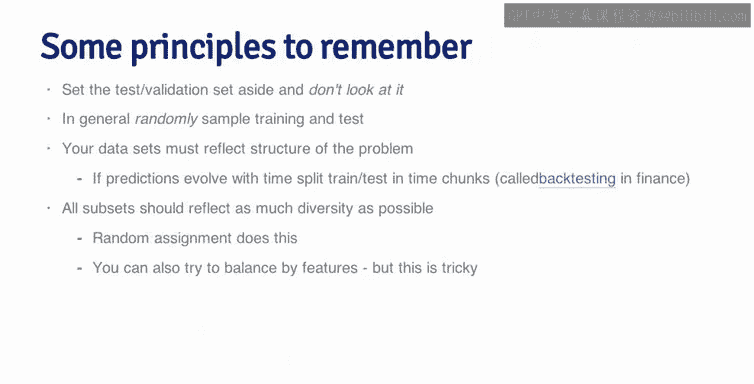 Some principles to remember
· Set the test/validation set aside and don't look at it
· In general randomly sample training and test
· Your data sets must reflect structure of the problem
- If predictions evolve with time split train/test in time chunks (calledbacktesting in finance)
· All subsets should reflect as much diversity as possible
- Random assignment does this
- You can also try to balance by features - but this is tricky